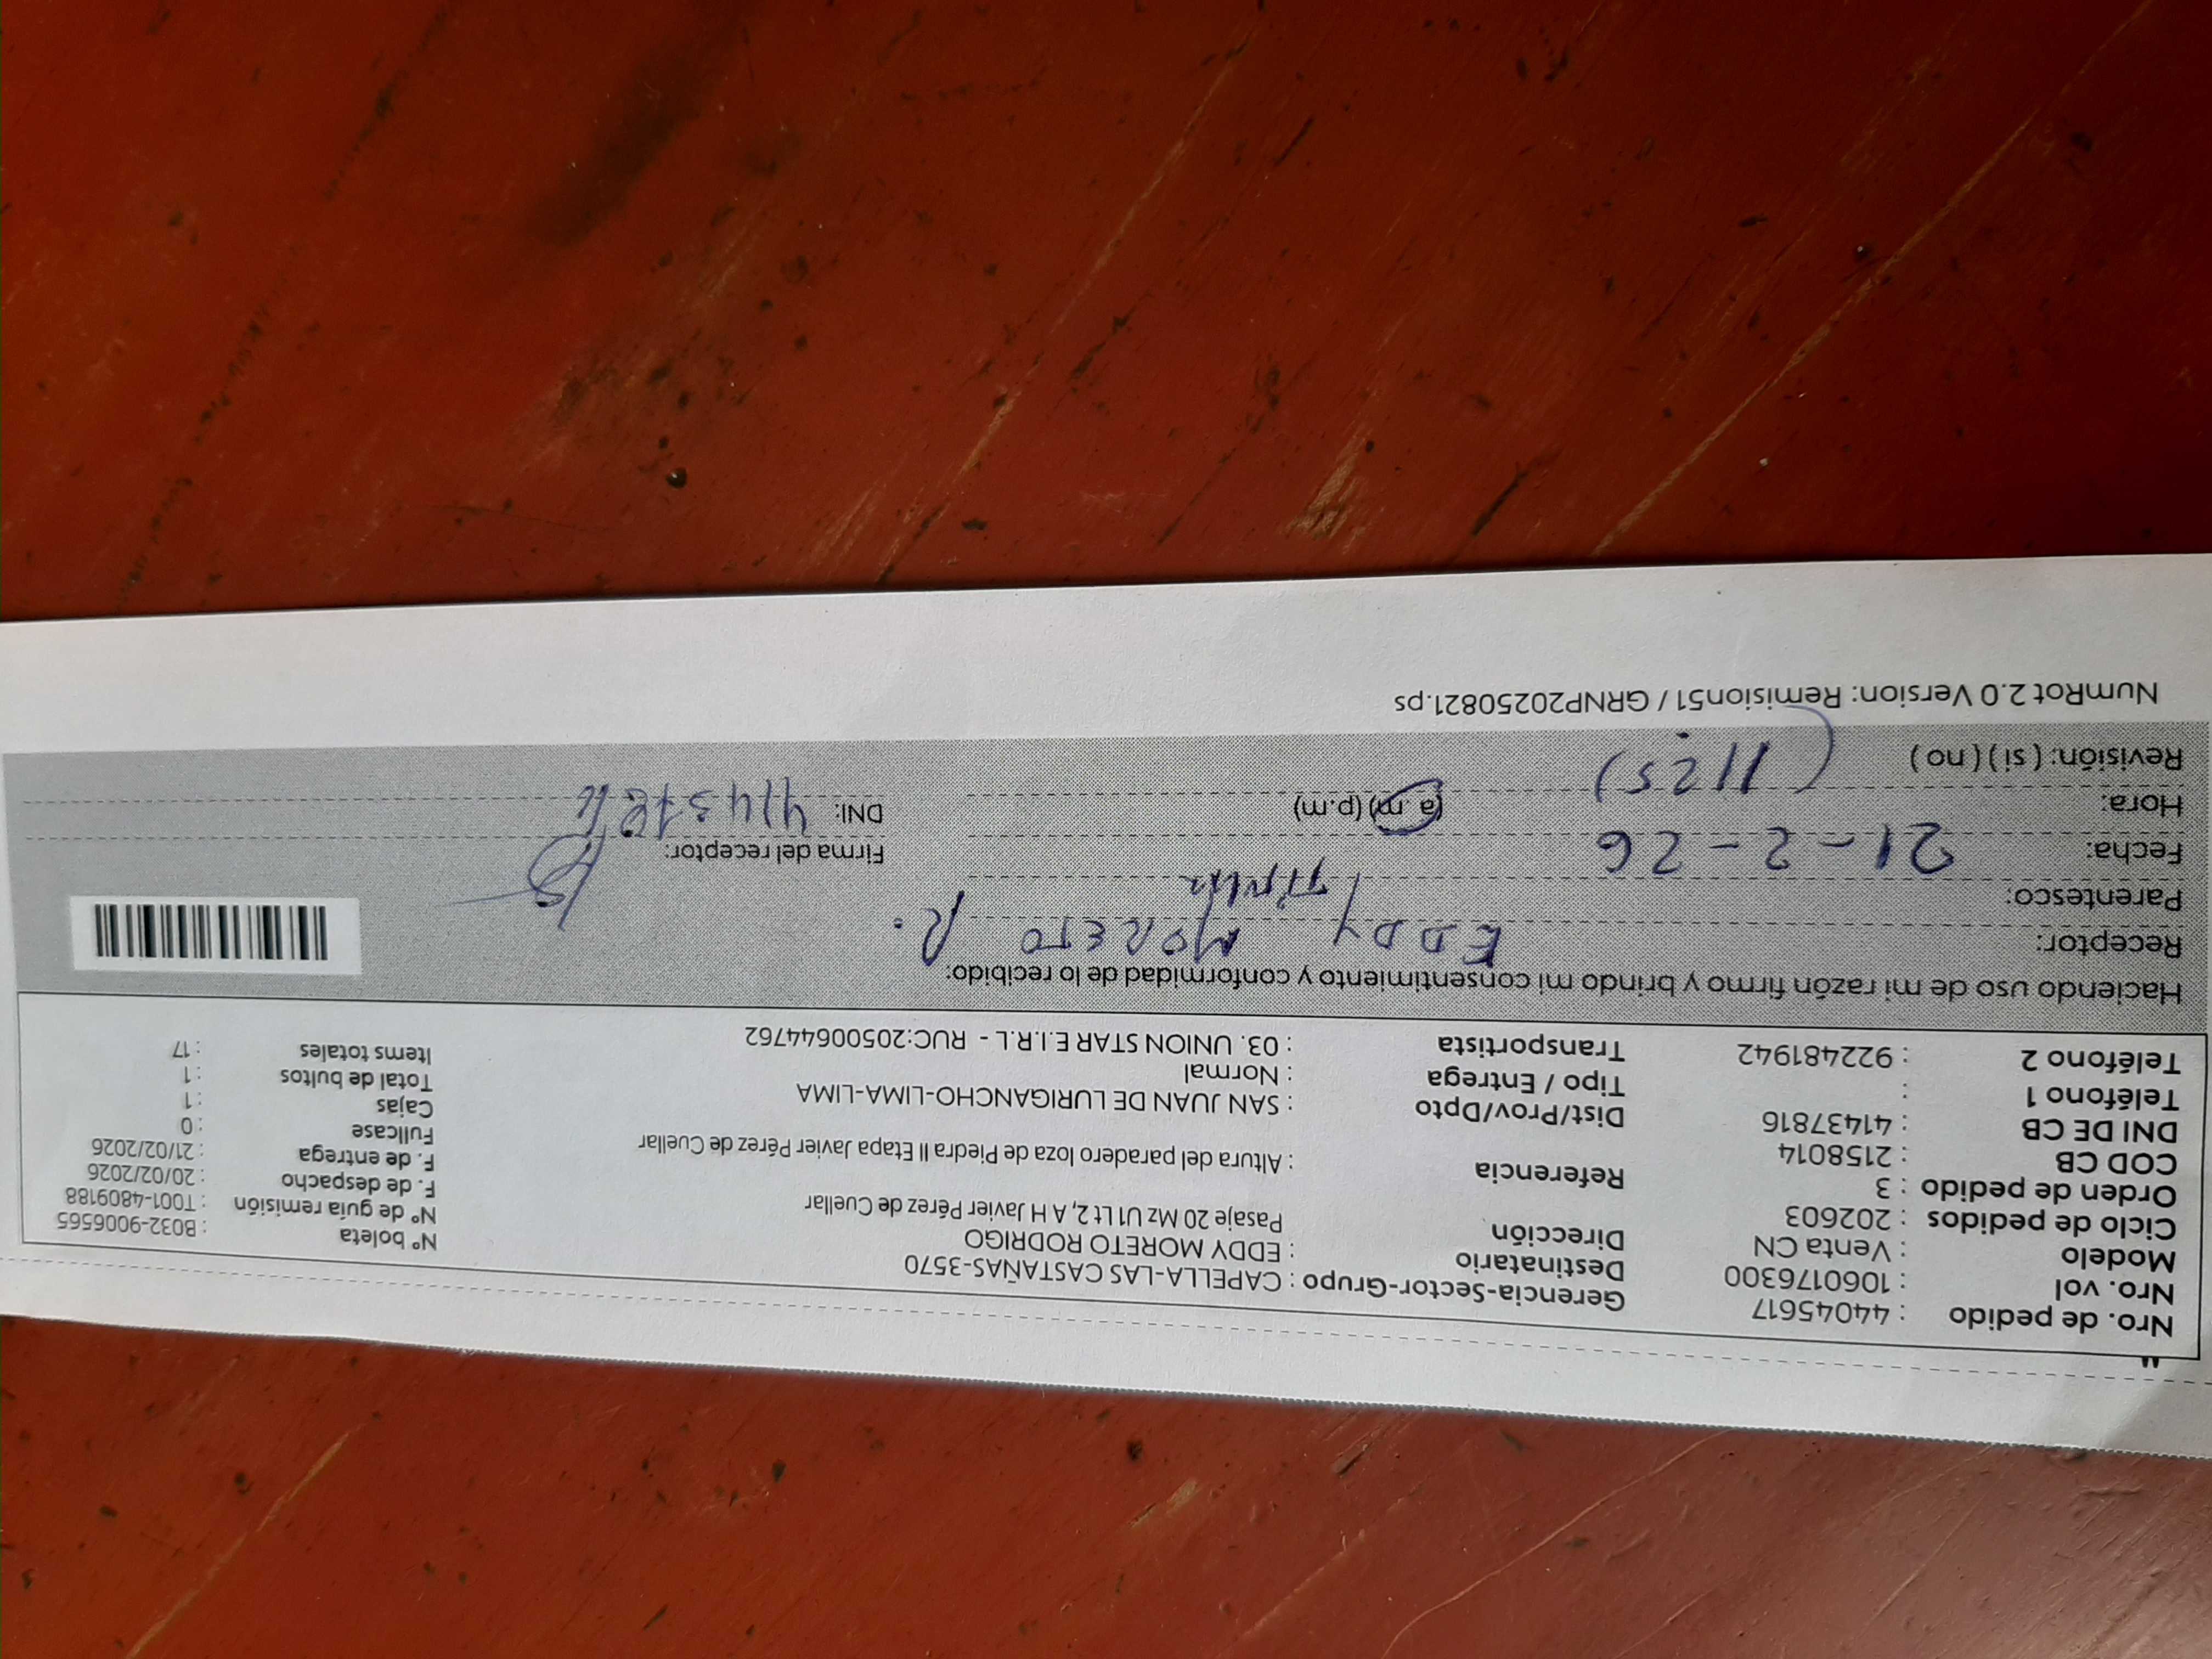 Nro. de pedido : 44045617
Nro. vol : 1060176300
Modelo : Venta CN
Ciclo de pedidos : 202603
Orden de pedido : 3
COD CB : 2158014
DNI DE CB : 41437816
Teléfono 1 :
Teléfono 2 : 922481942
Gerencia-Sector-Grupo : CAPELLA-LAS CASTAÑAS-3570
Destinatario : EDDY MORETO RODRIGO
Dirección Pasaje 20 Mz U1 Lt 2, A H Javier Pérez de Cuellar
Referencia : Altura del paradero loza de Piedra II Etapa Javier Pérez de Cuellar
Dist/Prov/Dpto : SAN JUAN DE LURIGANCHO-LIMA-LIMA
Tipo / Entrega : Normal
Transportista : 03. UNION STAR E.I.R.L - RUC:20500644762
N° boleta : B032-9006565
N° de guía remisión : T001-4809188
F. de despacho : 20/02/2026
F. de entrega : 21/02/2026
Fullcase : 0
Cajas : 1
Total de bultos : 1
Items totales : 17
Haciendo uso de mi razón firmo y brindo mi consentimiento y conformidad de lo recibido:
Receptor: EDDY MORETO R.
Parentesco: Titular
Fecha: 21-2-26
Hora: (1125) (a.m) (p.m)
Revisión: ( si ) ( no )
Firma del receptor:
DNI: 41437816
NumRot 2.0 Version: Remision51 / GRNP20250821.ps